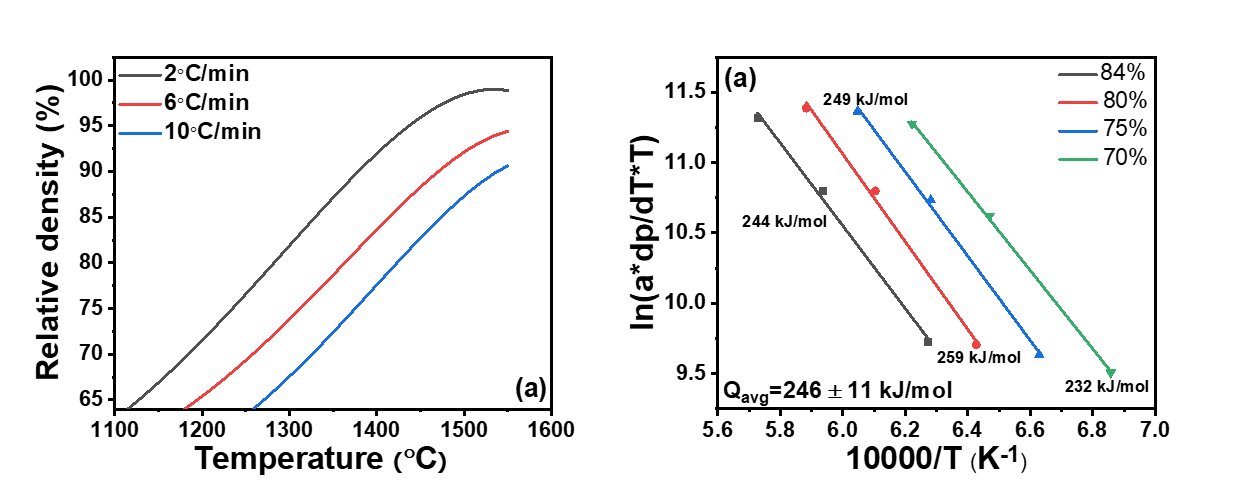 2°C/min
6°C/min
10°C/min
100
95
90
85
80
75
70
65
1100 1200 1300 1400 1500 1600
Relative density (%)
Temperature (°C)
(a)
(a)
84%
80%
75%
70%
249 kJ/mol
244 kJ/mol
259 kJ/mol
232 kJ/mol
Qavg=246 ± 11 kJ/mol
11.5
11.0
10.5
10.0
9.5
5.6 5.8 6.0 6.2 6.4 6.6 6.8 7.0
ln(a*dp/dT*T)
10000/T (K-1)